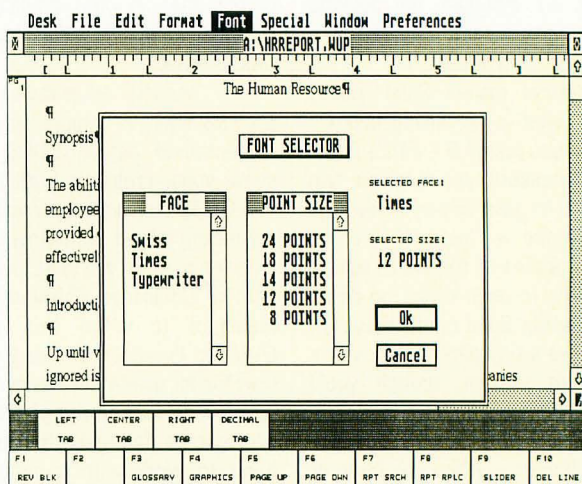 Desk File Edit Format Font Special Window Preferences
A:\HRREPORT.WUP
PG 1
The Human Resource¶
¶
Synopsis¶
¶
The abilit
employee
provided
effectivel
¶
Introducti
¶
Up until
ignored is
anies
FONT SELECTOR
FACE
Swiss
Times
Typewriter
POINT SIZE
24 POINTS
18 POINTS
14 POINTS
12 POINTS
8 POINTS
SELECTED FACE:
Times
SELECTED SIZE:
12 POINTS
Ok
Cancel
LEFT TAB
CENTER TAB
RIGHT TAB
DECIMAL TAB
F1 REV BLK
F2
F3 GLOSSARY
F4 GRAPHICS
F5 PAGE UP
F6 PAGE DWN
F7 RPT SRCH
F8 RPT RPLC
F9 SLIDER
F10 DEL LINE